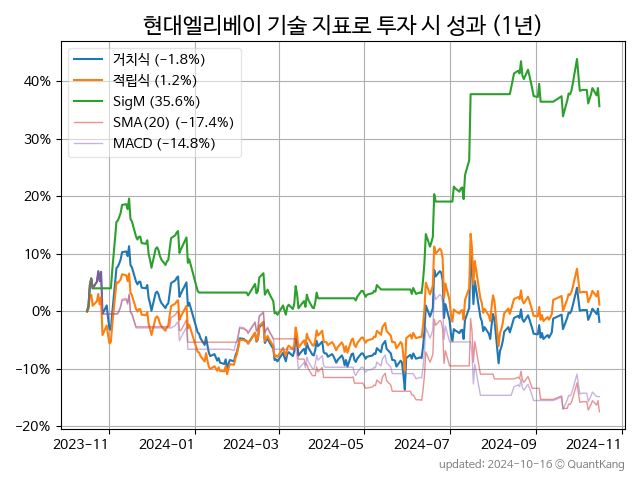 현대엘리베이 기술 지표로 투자 시 성과 (1년)
거치식 (−1.8%)
적립식 (1.2%)
SigM (35.6%)
SMA(20) (−17.4%)
MACD (−14.8%)
40%
30%
20%
10%
0%
−10%
−20%
2023-11 2024-01 2024-03 2024-05 2024-07 2024-09 2024-11
updated: 2024-10-16 © QuantKang